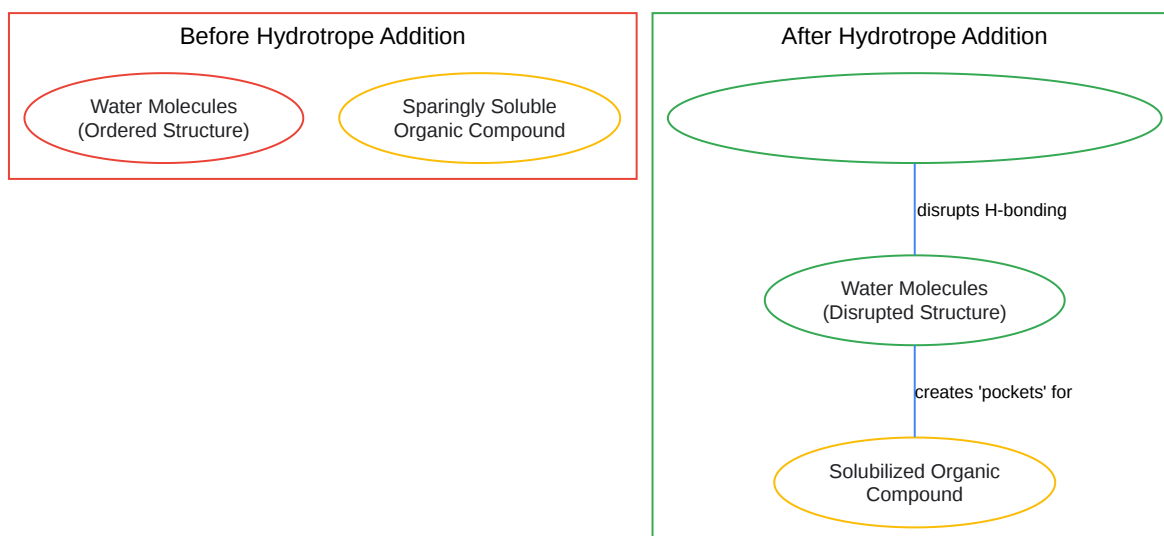 Before Hydrotrope Addition
Water Molecules
(Ordered Structure)
Sparingly Soluble
Organic Compound
After Hydrotrope Addition
disrupts H-bonding
Water Molecules
(Disrupted Structure)
creates 'pockets' for
Solubilized Organic
Compound